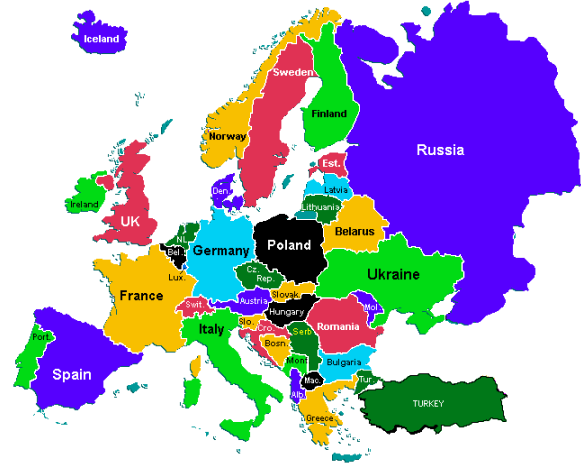 Iceland
Sweden
Finland
Norway
Russia
Est.
Den.
Latvia
Lithuania
Ireland
UK
Belarus
NL
Germany
Poland
Bel.
Cz.
Rep.
Ukraine
Lux.
France
Slovak.
Austria
Swit.
Hungary
Mol.
Slo.
Italy
Cro.
Serb
Romania
Port.
Bosn.
Mont
Bulgaria
Spain
Mac.
Tur.
Alb.
TURKEY
Greece